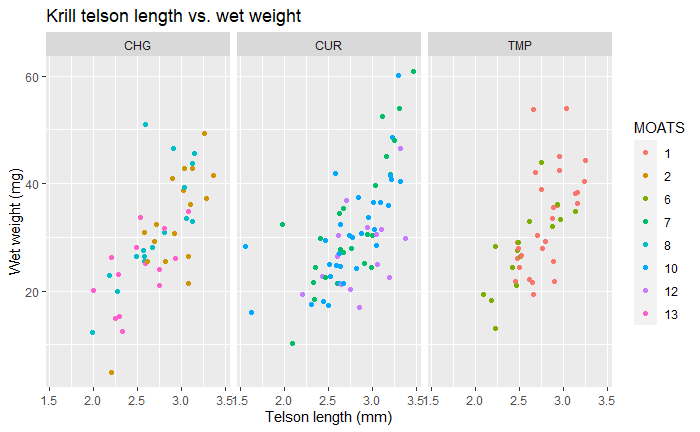 Krill telson length vs. wet weight
CHG
CUR
TMP
60
40
20
Wet weight (mg)
1.5 2.0 2.5 3.0 3.5
1.5 2.0 2.5 3.0 3.5
1.5 2.0 2.5 3.0 3.5
Telson length (mm)
MOATS
1
2
6
7
8
10
12
13